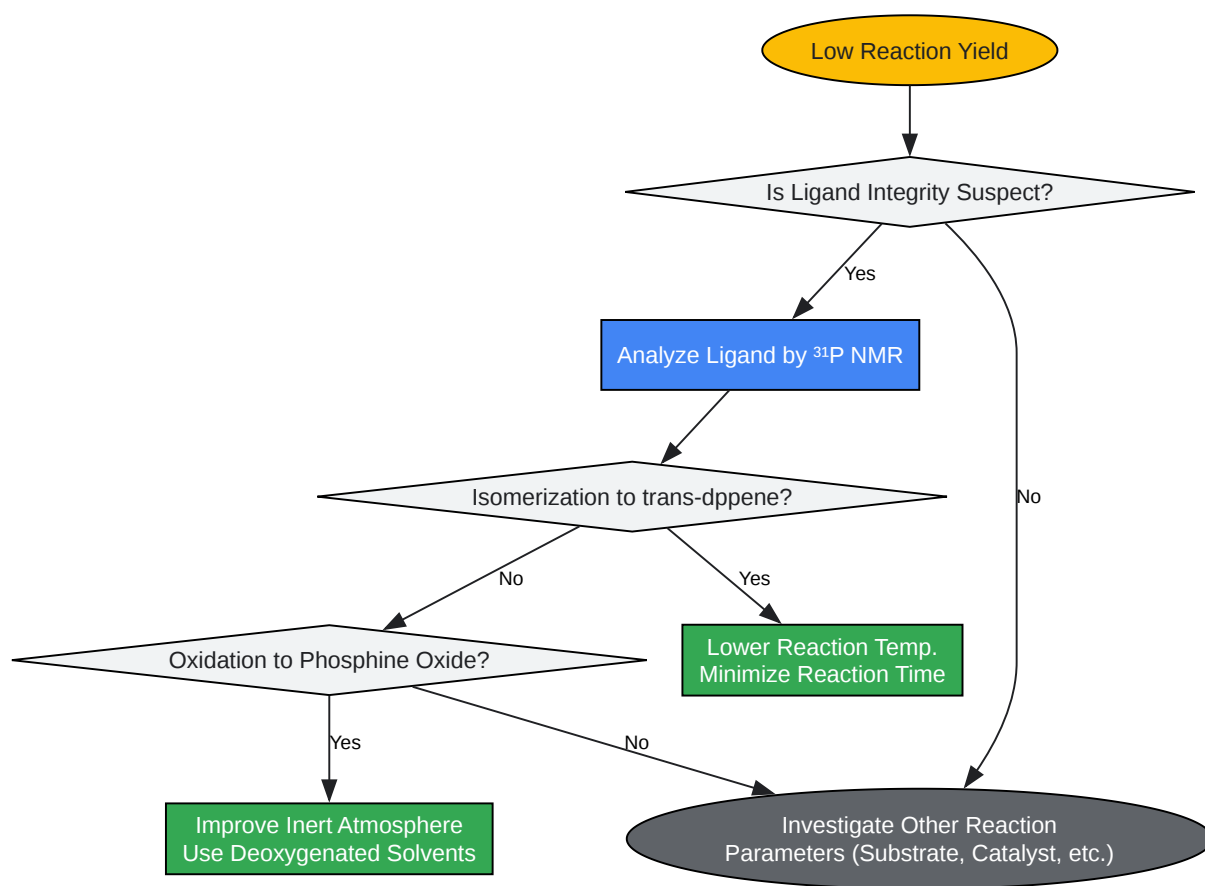 Low Reaction Yield
Is Ligand Integrity Suspect?
Yes
Analyze Ligand by ³¹P NMR
Isomerization to trans-dppene?
No
No
Yes
Lower Reaction Temp.
Minimize Reaction Time
Oxidation to Phosphine Oxide?
Yes
No
Improve Inert Atmosphere
Use Deoxygenated Solvents
Investigate Other Reaction
Parameters (Substrate, Catalyst, etc.)